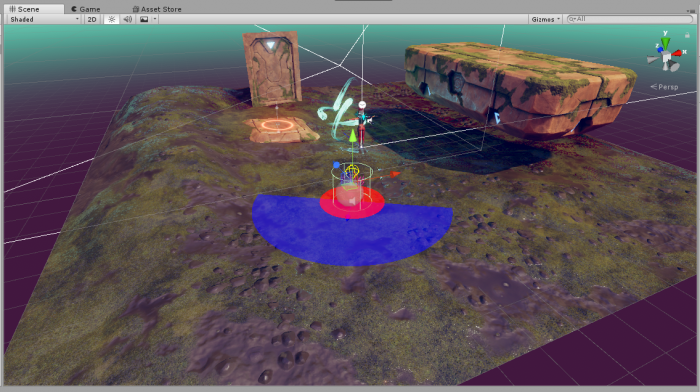 Scene Game Asset Store
Shaded 2D Gizmos All
y
x
z
Persp